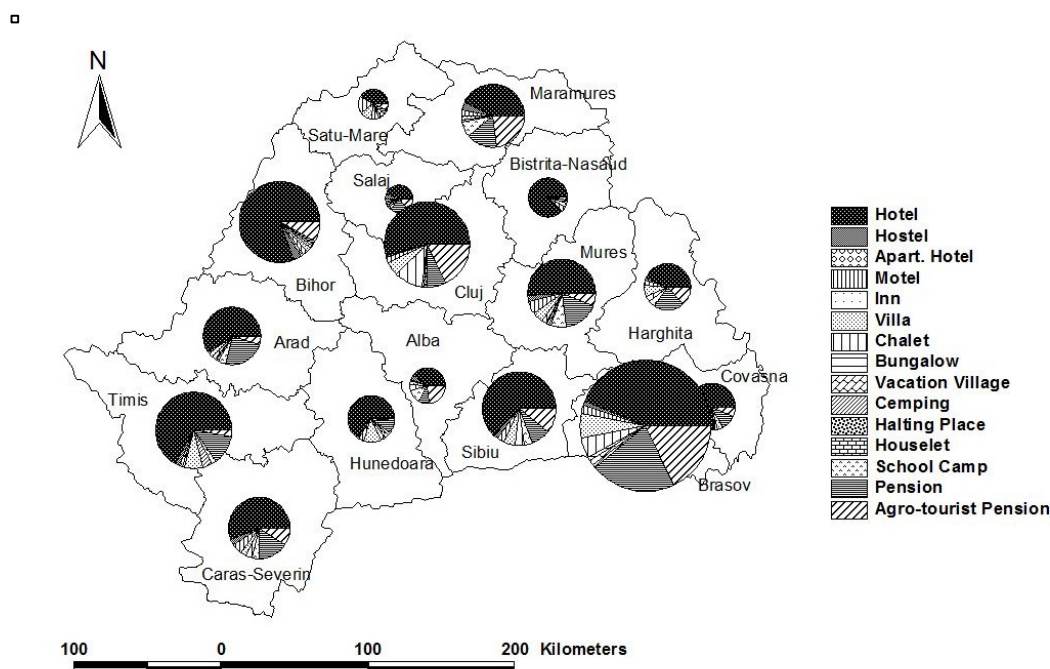 N
Maramures
Satu-Mare
Bistrita-Nasaud
Salaj
Mures
Bihor
Cluj
Harghita
Arad
Alba
Covasna
Timis
Hunedoara
Sibiu
Brasov
Caras-Severin
Hotel
Hostel
Apart. Hotel
Motel
Inn
Villa
Chalet
Bungalow
Vacation Village
Cemping
Halting Place
Houselet
School Camp
Pension
Agro-tourist Pension
100 0 100 200 Kilometers